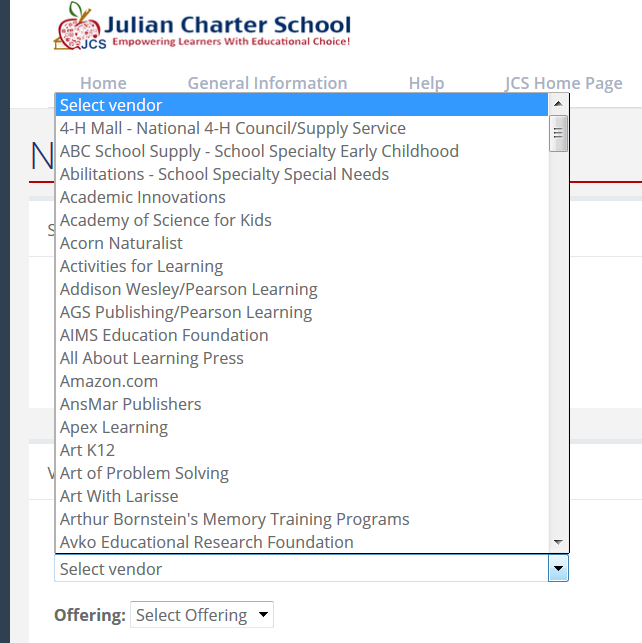 JCS
Julian Charter School
Empowering Learners With Educational Choice!
Home General Information Help JCS Home Page
N
Select vendor
4-H Mall - National 4-H Council/Supply Service
ABC School Supply - School Specialty Early Childhood
Abilitations - School Specialty Special Needs
Academic Innovations
Academy of Science for Kids
S
Acorn Naturalist
Activities for Learning
Addison Wesley/Pearson Learning
AGS Publishing/Pearson Learning
AIMS Education Foundation
All About Learning Press
Amazon.com
AnsMar Publishers
Apex Learning
Art K12
V
Art of Problem Solving
Art With Larisse
Arthur Bornstein's Memory Training Programs
Avko Educational Research Foundation
Select vendor
Offering: Select Offering